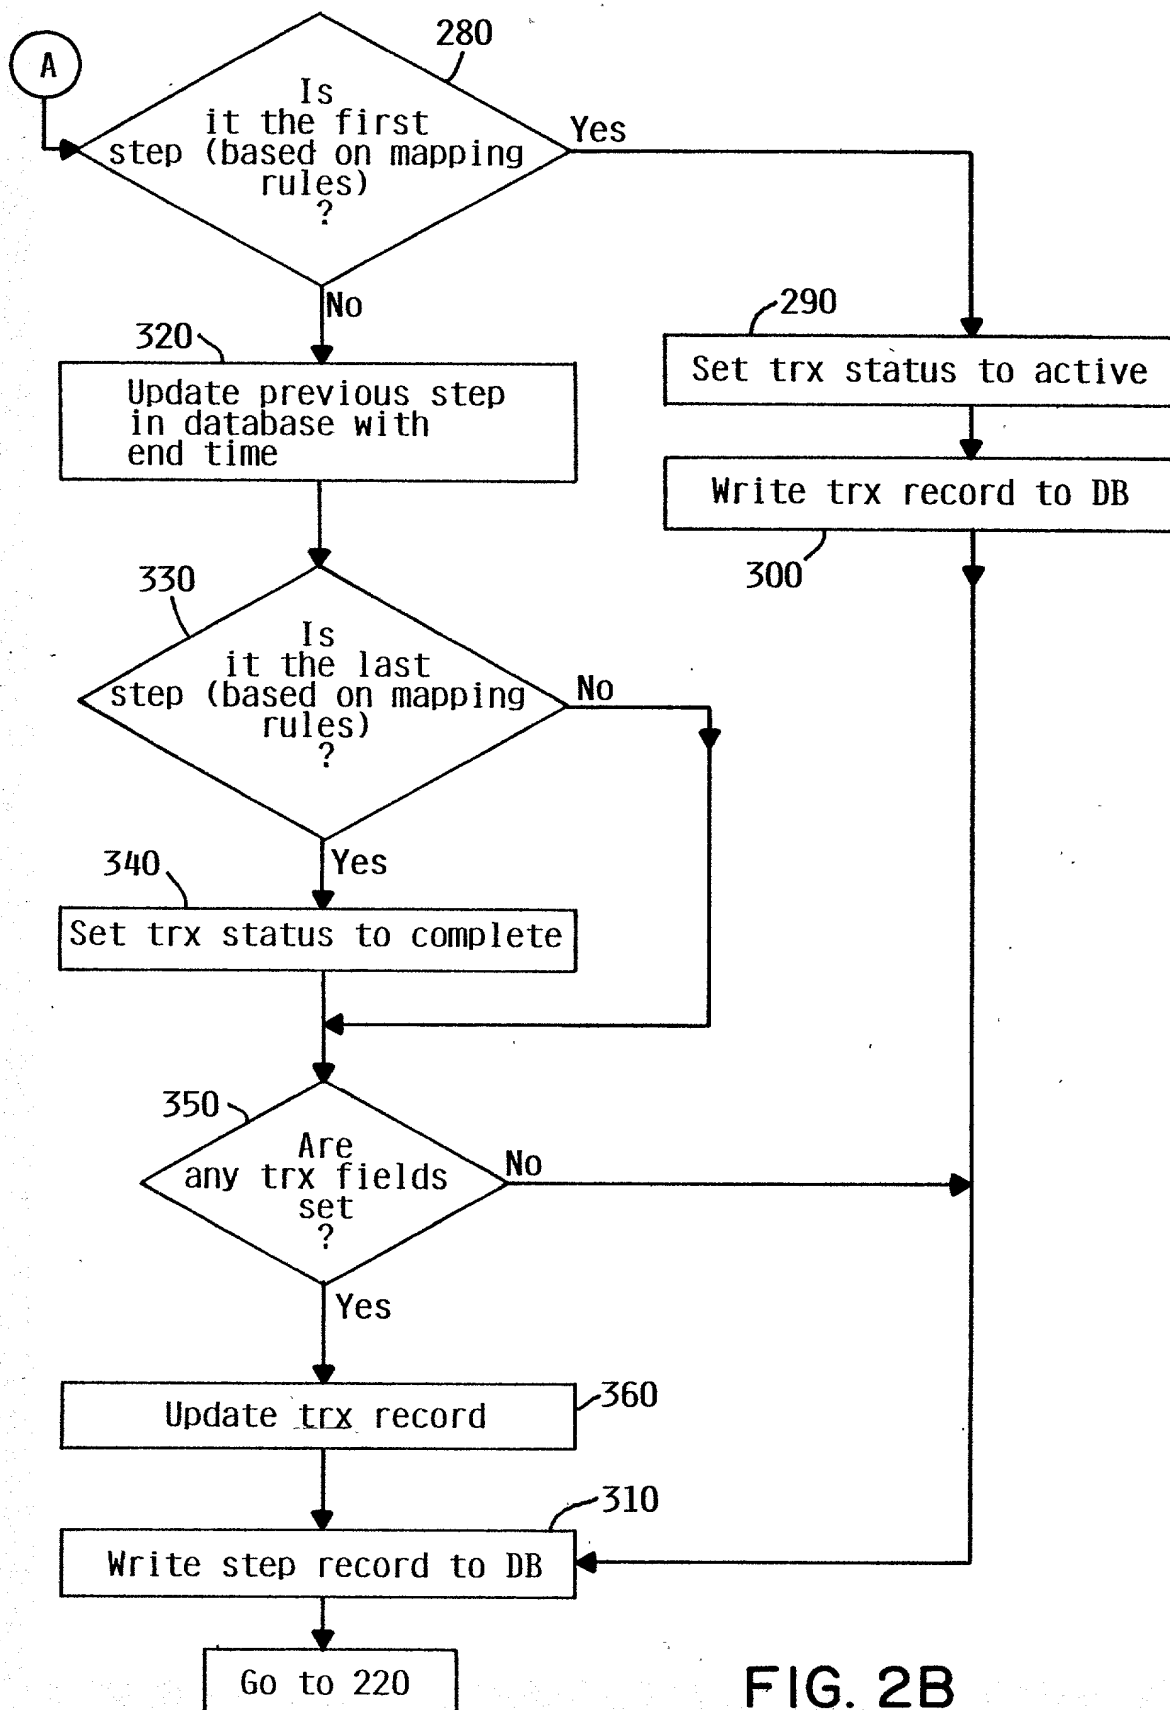 A
280
Is
it the first
step (based on mapping
rules)
?
Yes
No
290
Set trx status to active
320
Update previous step
in database with
end time
Write trx record to DB
300
330
Is
it the last
step (based on mapping
rules)
?
No
Yes
340
Set trx status to complete
350
Are
any trx fields
set
?
No
Yes
360
Update trx record
310
Write step record to DB
Go to 220
FIG. 2B